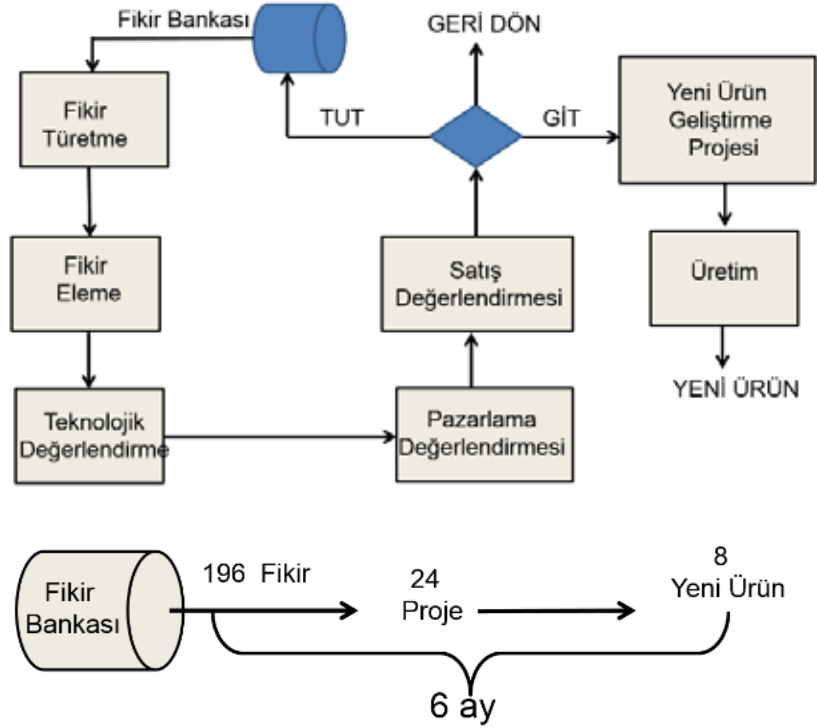 Fikir Bankası
GERİ DÖN
Fikir
Türetme
TUT
GİT
Yeni Ürün
Geliştirme
Projesi
Fikir
Eleme
Satış
Değerlendirmesi
Üretim
Teknolojik
Değerlendirme
Pazarlama
Değerlendirmesi
YENİ ÜRÜN
Fikir
Bankası
196 Fikir
24
Proje
8
Yeni Ürün
6 ay